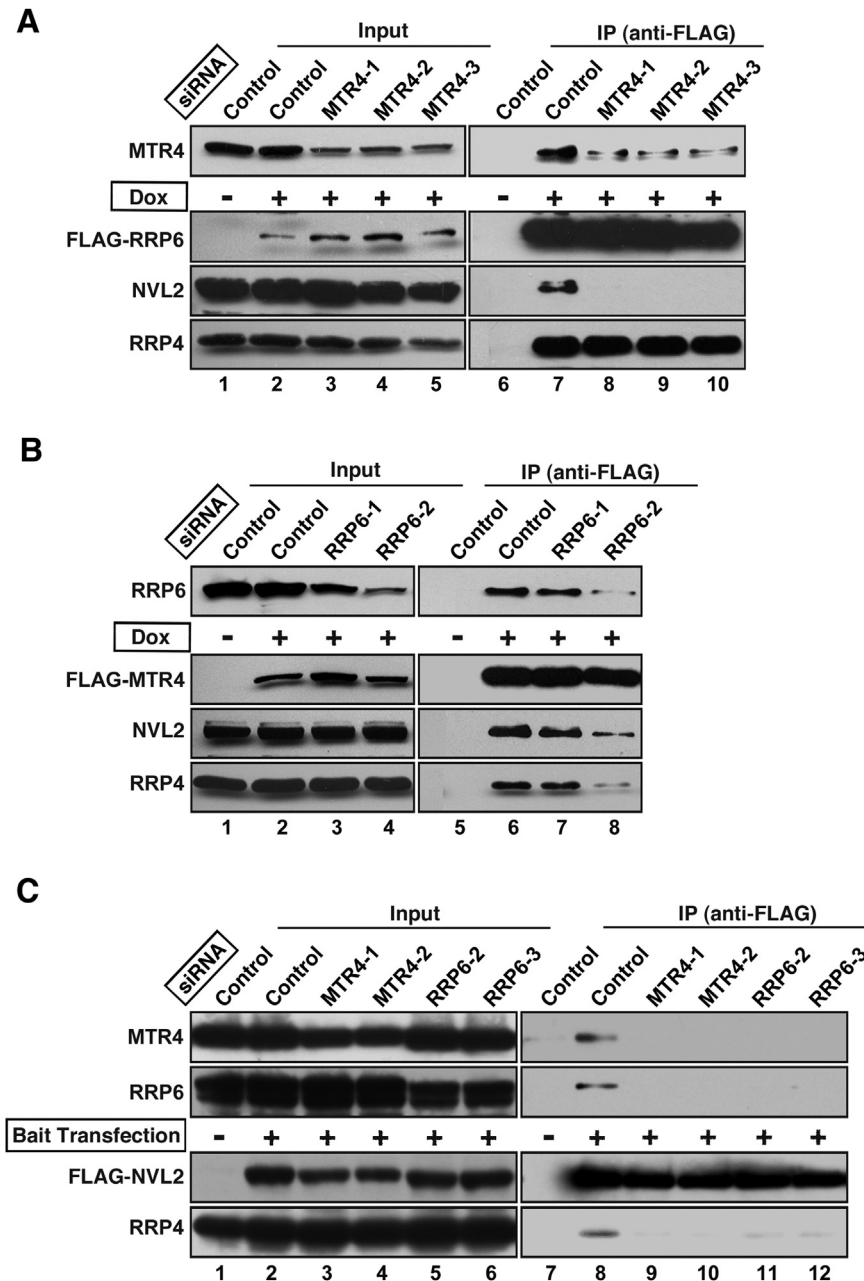 A
Input IP (anti-FLAG)
siRNA Control Control MTR4-1 MTR4-2 MTR4-3 Control Control MTR4-1 MTR4-2 MTR4-3
MTR4
Dox - + + + + - + + + +
FLAG-RRP6
NVL2
RRP4
1 2 3 4 5 6 7 8 9 10
B
Input IP (anti-FLAG)
siRNA Control Control RRP6-1 RRP6-2 Control Control RRP6-1 RRP6-2
RRP6
Dox - + + + - + + +
FLAG-MTR4
NVL2
RRP4
1 2 3 4 5 6 7 8
C
Input IP (anti-FLAG)
siRNA Control Control MTR4-1 MTR4-2 RRP6-2 RRP6-3 Control Control MTR4-1 MTR4-2 RRP6-2 RRP6-3
MTR4
RRP6
Bait Transfection - + + + + + - + + + + +
FLAG-NVL2
RRP4
1 2 3 4 5 6 7 8 9 10 11 12